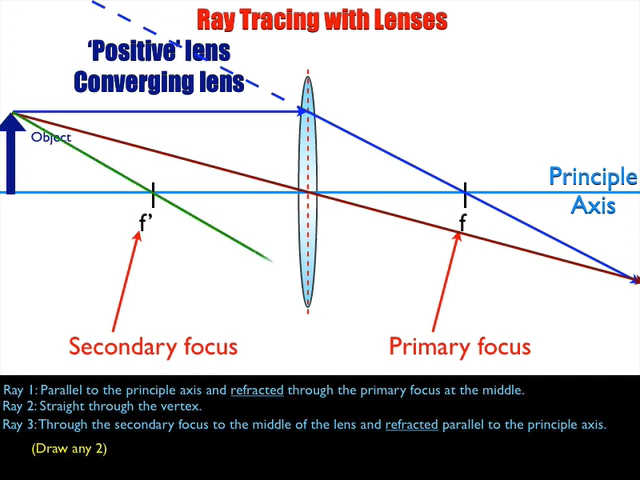 Ray Tracing with Lenses
‘Positive' lens
Converging lens
Object
Principle
Axis
f’
f
Secondary focus
Primary focus
Ray 1: Parallel to the principle axis and refracted through the primary focus at the middle.
Ray 2: Straight through the vertex.
Ray 3: Through the secondary focus to the middle of the lens and refracted parallel to the principle axis.
(Draw any 2)